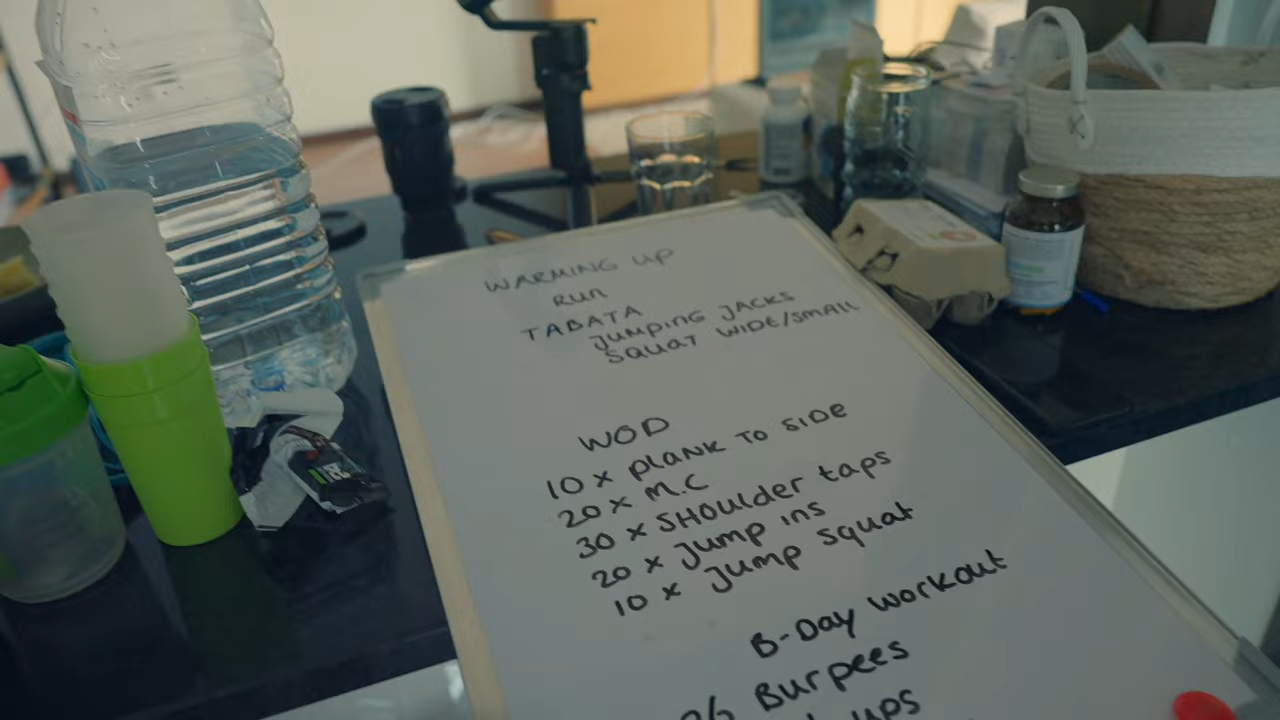 WARMING UP
RUN
TABATA
JUMPING JACKS
SQUAT WIDE/SMALL
WOD
10 x PLANK TO SIDE
20 x M.C
30 x SHOULDER taps
20 x Jump ins
10 x Jump squat
B-Day workout
Burpees
ups